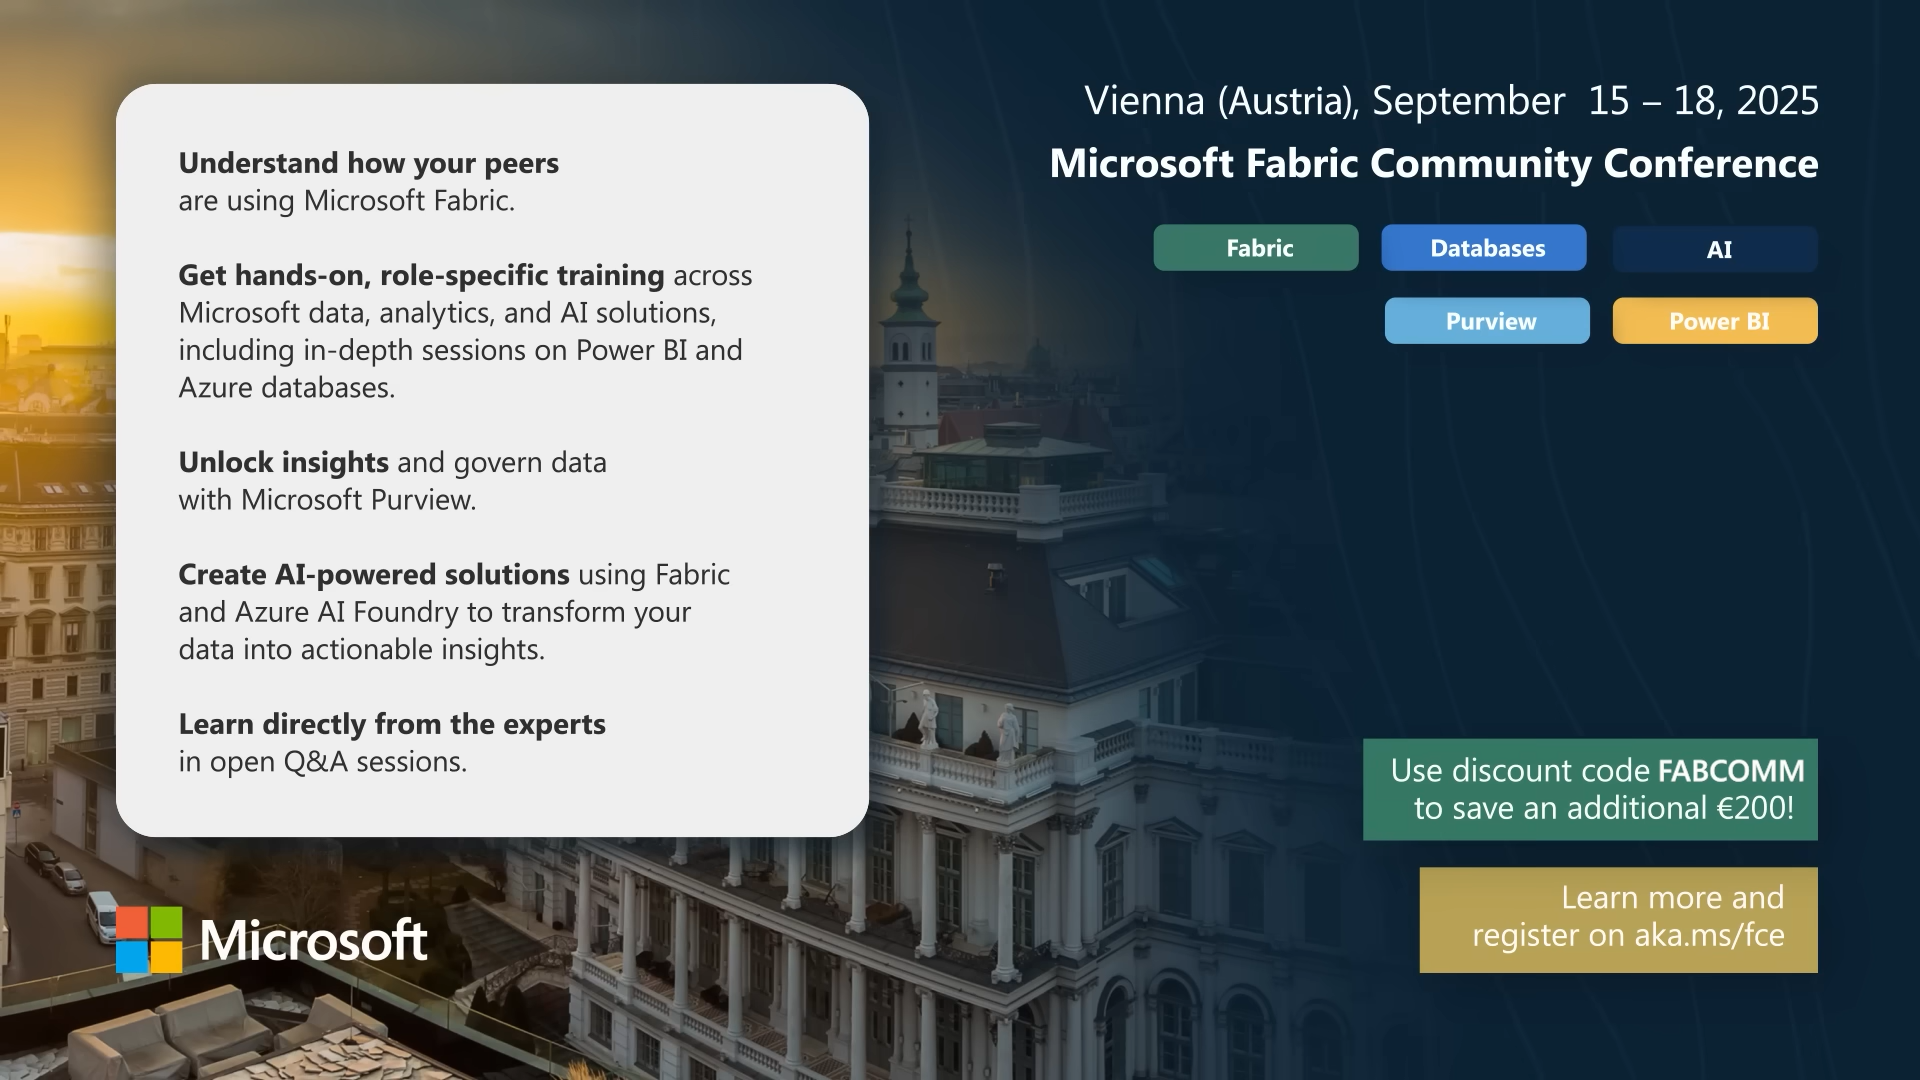 Understand how your peers
are using Microsoft Fabric.
Get hands-on, role-specific training across
Microsoft data, analytics, and AI solutions,
including in-depth sessions on Power BI and
Azure databases.
Unlock insights and govern data
with Microsoft Purview.
Create AI-powered solutions using Fabric
and Azure AI Foundry to transform your
data into actionable insights.
Learn directly from the experts
in open Q&A sessions.
Microsoft
Vienna (Austria), September 15 – 18, 2025
Microsoft Fabric Community Conference
Fabric Databases AI
Purview Power BI
Use discount code FABCOMM
to save an additional €200!
Learn more and
register on aka.ms/fce